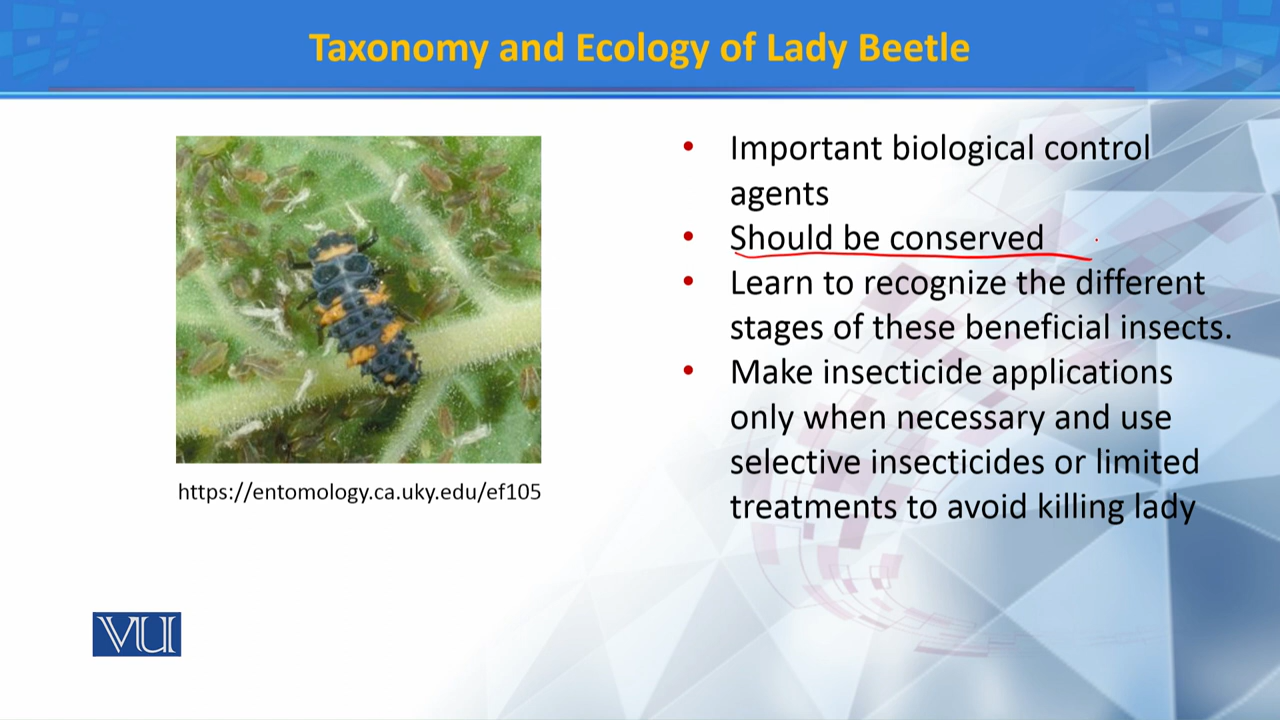 Taxonomy and Ecology of Lady Beetle
• Important biological control
agents
• Should be conserved
• Learn to recognize the different
stages of these beneficial insects.
• Make insecticide applications
only when necessary and use
selective insecticides or limited
treatments to avoid killing lady
https://entomology.ca.uky.edu/ef105
VU